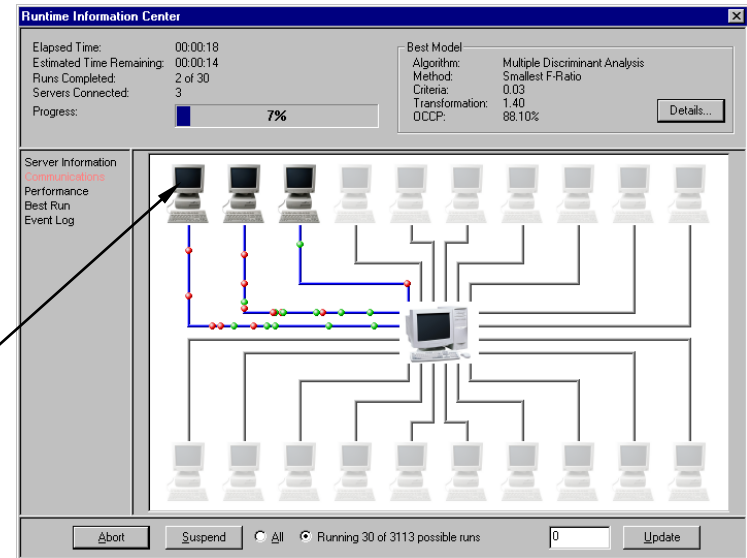 Runtime Information Center
Elapsed Time: 00:00:18
Estimated Time Remaining: 00:00:14
Runs Completed: 2 of 30
Servers Connected: 3
Progress: 7%
Best Model
Algorithm: Multiple Discriminant Analysis
Method: Smallest F-Ratio
Criteria: 0.03
Transformation: 1.40
OCCP: 88.10%
Details...
Server Information
Communications
Performance
Best Run
Event Log
Abort Suspend All Running 30 of 3113 possible runs 0 Update